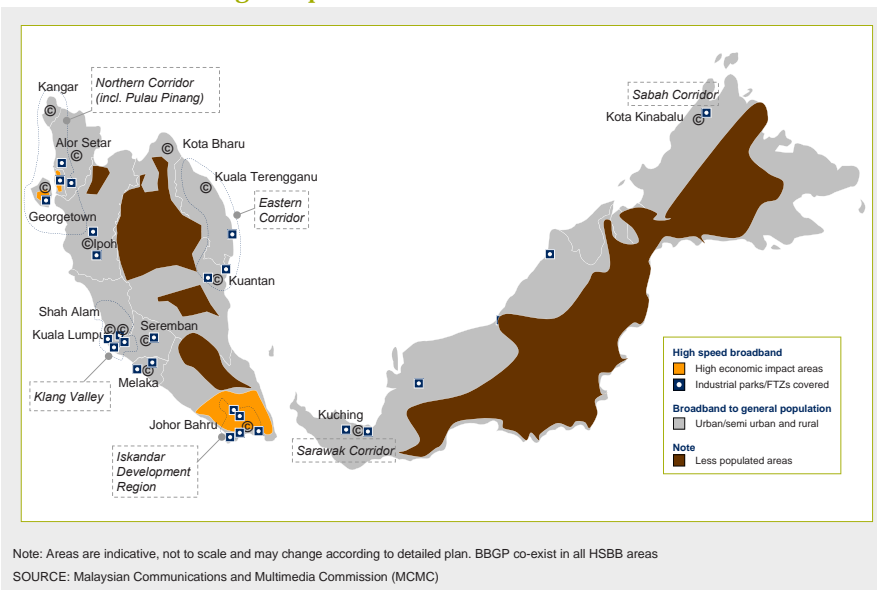 Kangar
Northern Corridor
(incl. Pulau Pinang)
Alor Setar
Kota Bharu
Kuala Terengganu
Georgetown
Eastern
Corridor
©Ipoh
Kuantan
Shah Alam
Kuala Lumpu
Seremban
Melaka
Klang Valley
Johor Bahru
Iskandar
Development
Region
Sabah Corridor
Kota Kinabalu
Kuching
Sarawak Corridor
High speed broadband
High economic impact areas
Industrial parks/FTZs covered
Broadband to general population
Urban/semi urban and rural
Note
Less populated areas
Note: Areas are indicative, not to scale and may change according to detailed plan. BBGP co-exist in all HSBB areas
SOURCE: Malaysian Communications and Multimedia Commission (MCMC)